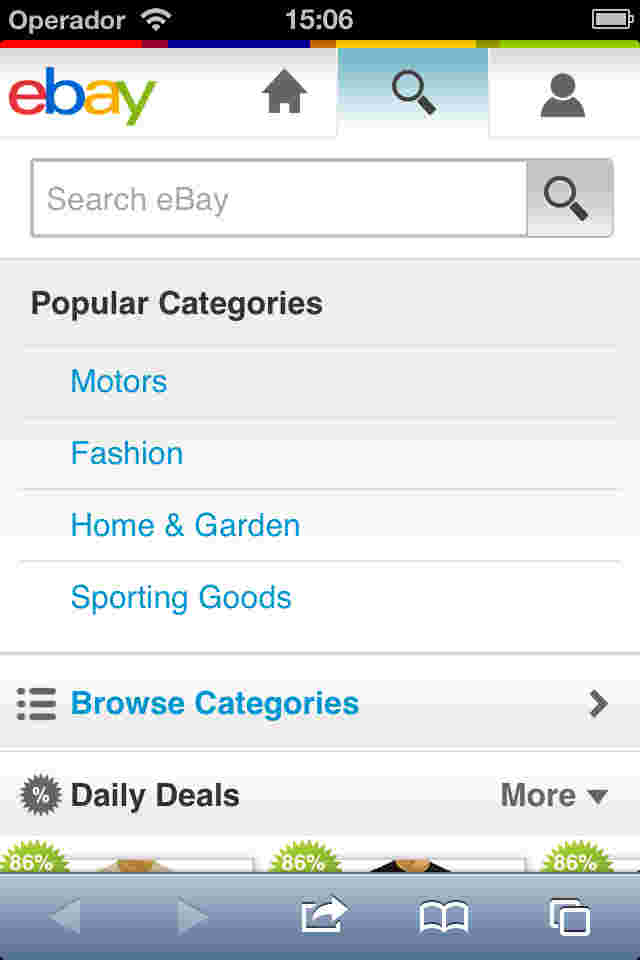 Operador 15:06
ebay
Search eBay
Popular Categories
Motors
Fashion
Home & Garden
Sporting Goods
Browse Categories
% Daily Deals More
86% 86% 86%